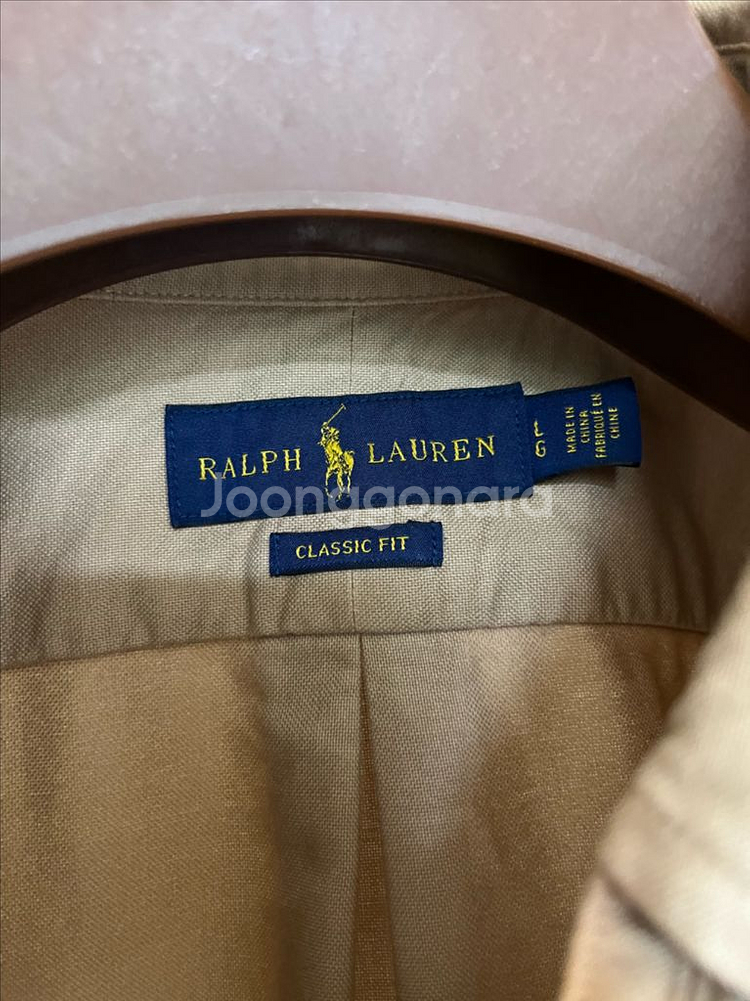 RALPH LAUREN
L
G
MADE IN
CHINA
FABRIQUÉ EN
CHINE
CLASSIC FIT
Joonggonara